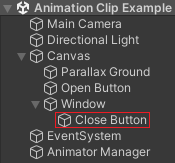 Animation Clip Example
Main Camera
Directional Light
Canvas
Parallax Ground
Open Button
Window
Close Button
EventSystem
Animator Manager